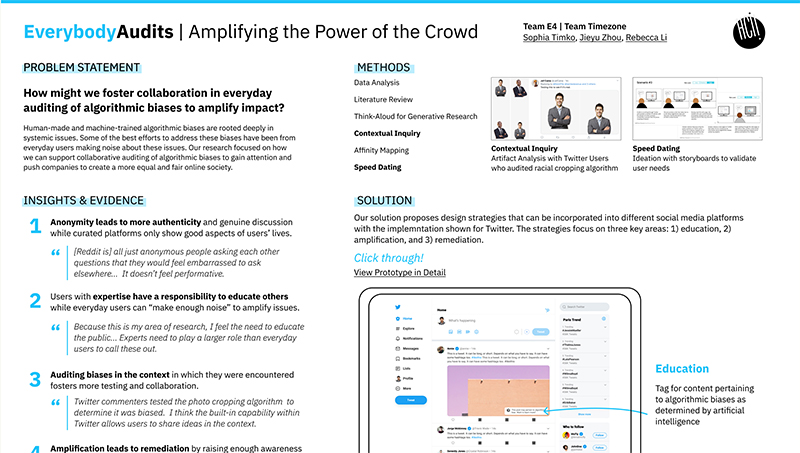 EverybodyAudits | Amplifying the Power of the Crowd
Team E4 | Team Timezone
Sophia Timko, Jieyu Zhou, Rebecca Li
HCII
PROBLEM STATEMENT
How might we foster collaboration in everyday
auditing of algorithmic biases to amplify impact?
Human-made and machine-trained algorithmic biases are rooted deeply in
systemic issues. Some of the best efforts to address these biases have been from
everyday users making noise about these issues. Our research focused on how
we can support collaborative auditing of algorithmic biases to gain attention and
push companies to create a more equal and fair online society.
METHODS
Data Analysis
Literature Review
Think-Aloud for Generative Research
Contextual Inquiry
Affinity Mapping
Speed Dating
Contextual Inquiry
Artifact Analysis with Twitter Users
who audited racial cropping algorithm
Speed Dating
Ideation with storyboards to validate
user needs
INSIGHTS & EVIDENCE
1 Anonymity leads to more authenticity and genuine discussion
while curated platforms only show good aspects of users' lives.
“ [Reddit is] all just anonymous people asking each other
questions that they would feel embarrassed to ask
elsewhere... It doesn't feel performative.
2 Users with expertise have a responsibility to educate others
while everyday users can “make enough noise” to amplify issues.
“ Because this is my area of research, I feel the need to educate
the public... Experts need to play a larger role than everyday
users to call these out.
3 Auditing biases in the context in which they were encountered
fosters more testing and collaboration.
“ Twitter commenters tested the photo cropping algorithm to
determine it was biased. I think the built-in capability within
Twitter allows users to share ideas in the context.
4 Amplification leads to remediation by raising enough awareness
SOLUTION
Our solution proposes design strategies that can be incorporated into different social media platforms
with the implemntation shown for Twitter. The strategies focus on three key areas: 1) education, 2)
amplification, and 3) remediation.
Click through!
View Prototype in Detail
Home
Explore
Notifications
Messages
Bookmarks
Lists
Profile
More
Tweet
Home
What's happening
Tweet
Search Twitter
Paris Trend
Show more
Who to follow
Follow
Follow
Education
Tag for content pertaining
to algorithmic biases as
determined by artificial
intelligence